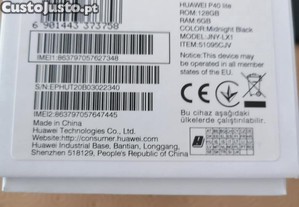 CustoJusto.pt
6 901443 373758
IMEI1:863797057627348
S/N:EPHUT20803022340
IMEI2:863797057647445
Made in China
Huawei Technologies Co., Ltd.
Website:http://consumer.huawei.com
Huawei Industrial Base, Bantian, Longgang,
Shenzhen 518129, People's Republic of China
HUAWEI P40 lite
ROM:128GB
RAM:6GB
COLOR:Midnight Black
MODEL:JNY-LX1
ITEM:51095CJV
Notice:This device may
be operated in all member
states of the EU.
Bu cihaz aşağıdaki
ülkelerde çalıştırılabilir.